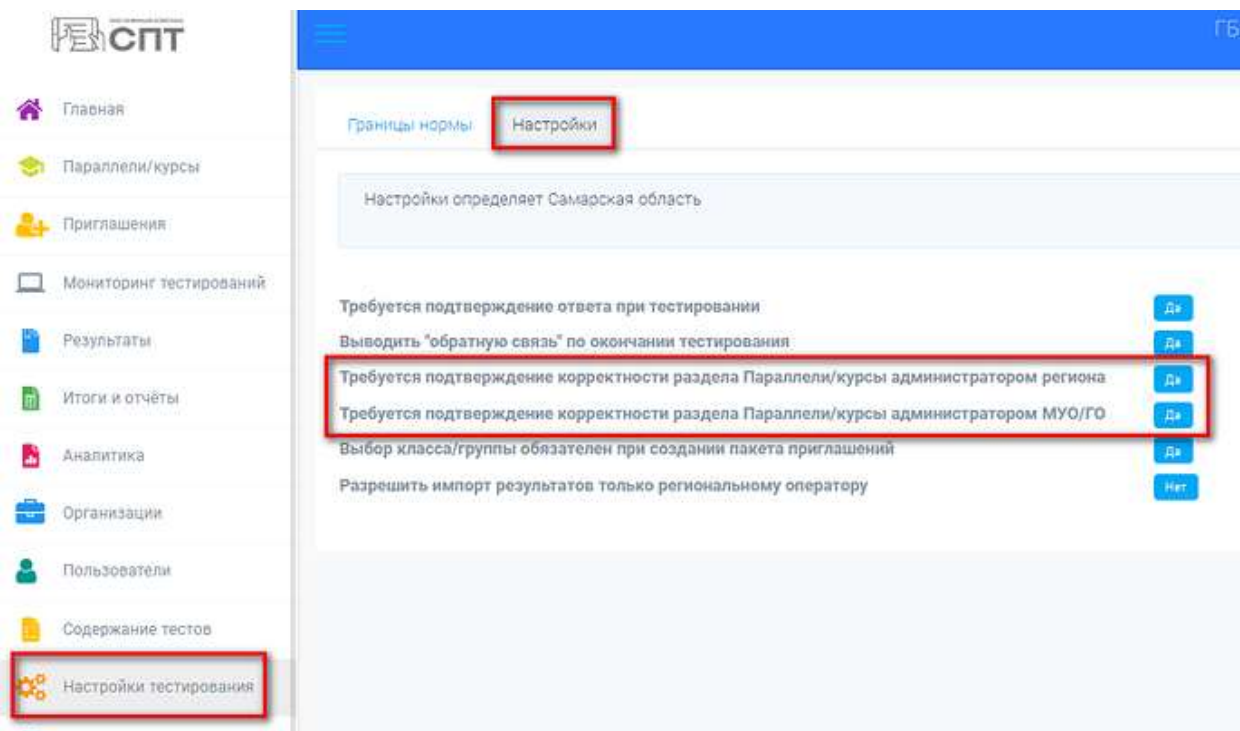 СПТ
ГБ
Главная
Параллели/курсы
Приглашения
Мониторинг тестирований
Результаты
Итоги и отчёты
Аналитика
Организации
Пользователи
Содержание тестов
Настройки тестирования
Границы нормы
Настройки
Настройки определяет Самарская область
Требуется подтверждение ответа при тестировании Да
Выводить "обратную связь" по окончании тестирования Да
Требуется подтверждение корректности раздела Параллели/курсы администратором региона Да
Требуется подтверждение корректности раздела Параллели/курсы администратором МУО/ГО Да
Выбор класса/группы обязателен при создании пакета приглашений Да
Разрешить импорт результатов только региональному оператору Нет